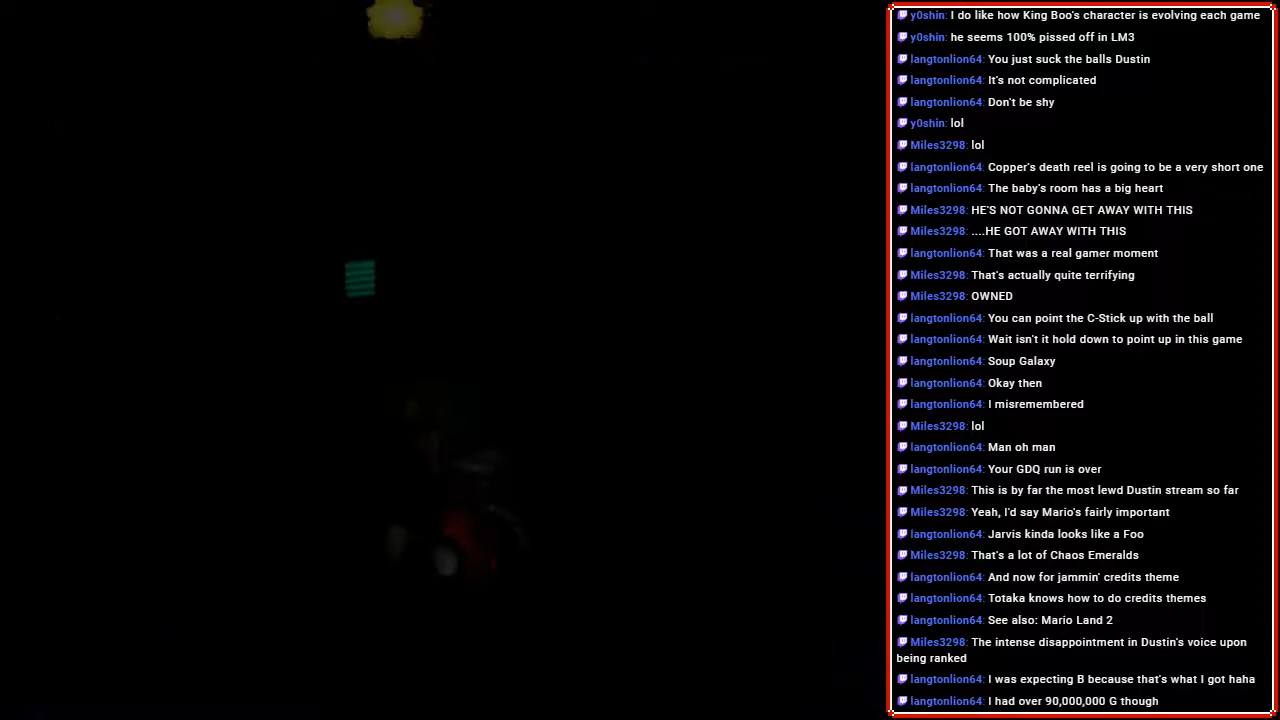 y0shin: I do like how King Boo's character is evolving each game
y0shin: he seems 100% pissed off in LM3
langtonlion64: You just suck the balls Dustin
langtonlion64: It's not complicated
langtonlion64: Don't be shy
y0shin: lol
Miles3298: lol
langtonlion64: Copper's death reel is going to be a very short one
langtonlion64: The baby's room has a big heart
Miles3298: HE'S NOT GONNA GET AWAY WITH THIS
Miles3298: ....HE GOT AWAY WITH THIS
langtonlion64: That was a real gamer moment
Miles3298: That's actually quite terrifying
Miles3298: OWNED
langtonlion64: You can point the C-Stick up with the ball
langtonlion64: Wait isn't it hold down to point up in this game
langtonlion64: Soup Galaxy
langtonlion64: Okay then
langtonlion64: I misremembered
Miles3298: lol
langtonlion64: Man oh man
langtonlion64: Your GDQ run is over
Miles3298: This is by far the most lewd Dustin stream so far
Miles3298: Yeah, I'd say Mario's fairly important
langtonlion64: Jarvis kinda looks like a Foo
Miles3298: That's a lot of Chaos Emeralds
langtonlion64: And now for jammin' credits theme
langtonlion64: Totaka knows how to do credits themes
langtonlion64: See also: Mario Land 2
Miles3298: The intense disappointment in Dustin's voice upon
being ranked
langtonlion64: I was expecting B because that's what I got haha
langtonlion64: I had over 90,000,000 G though